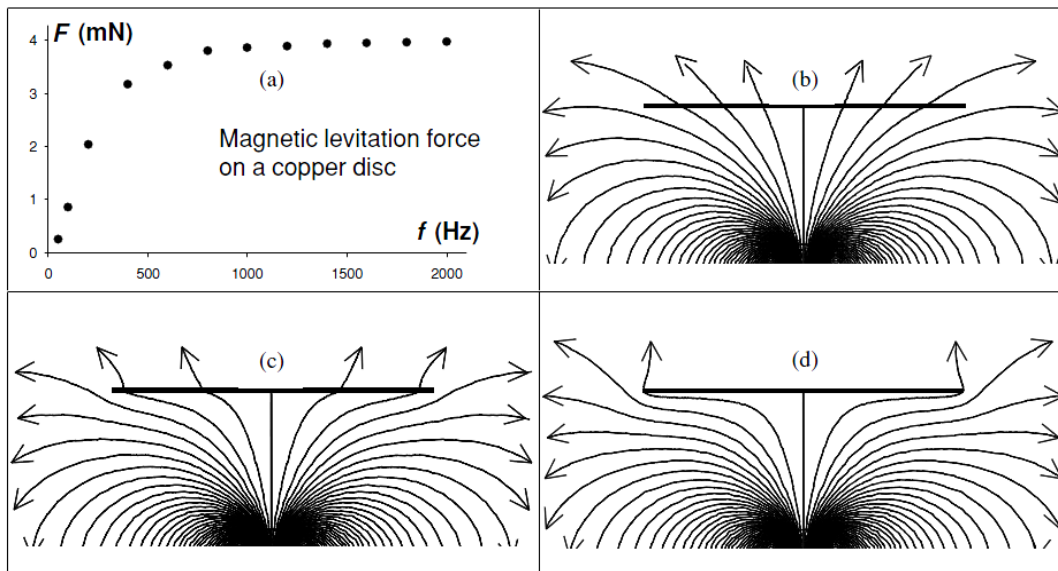 F (mN)
4
(a)
(b)
3
Magnetic levitation force
on a copper disc
2
1
f (Hz)
0
0 500 1000 1500 2000
(c)
(d)